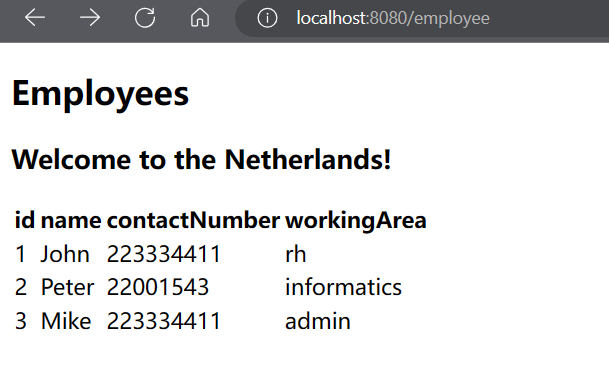 localhost:8080/employee
Employees
Welcome to the Netherlands!
id name contactNumber workingArea
1 John 223334411 rh
2 Peter 22001543 informatics
3 Mike 223334411 admin